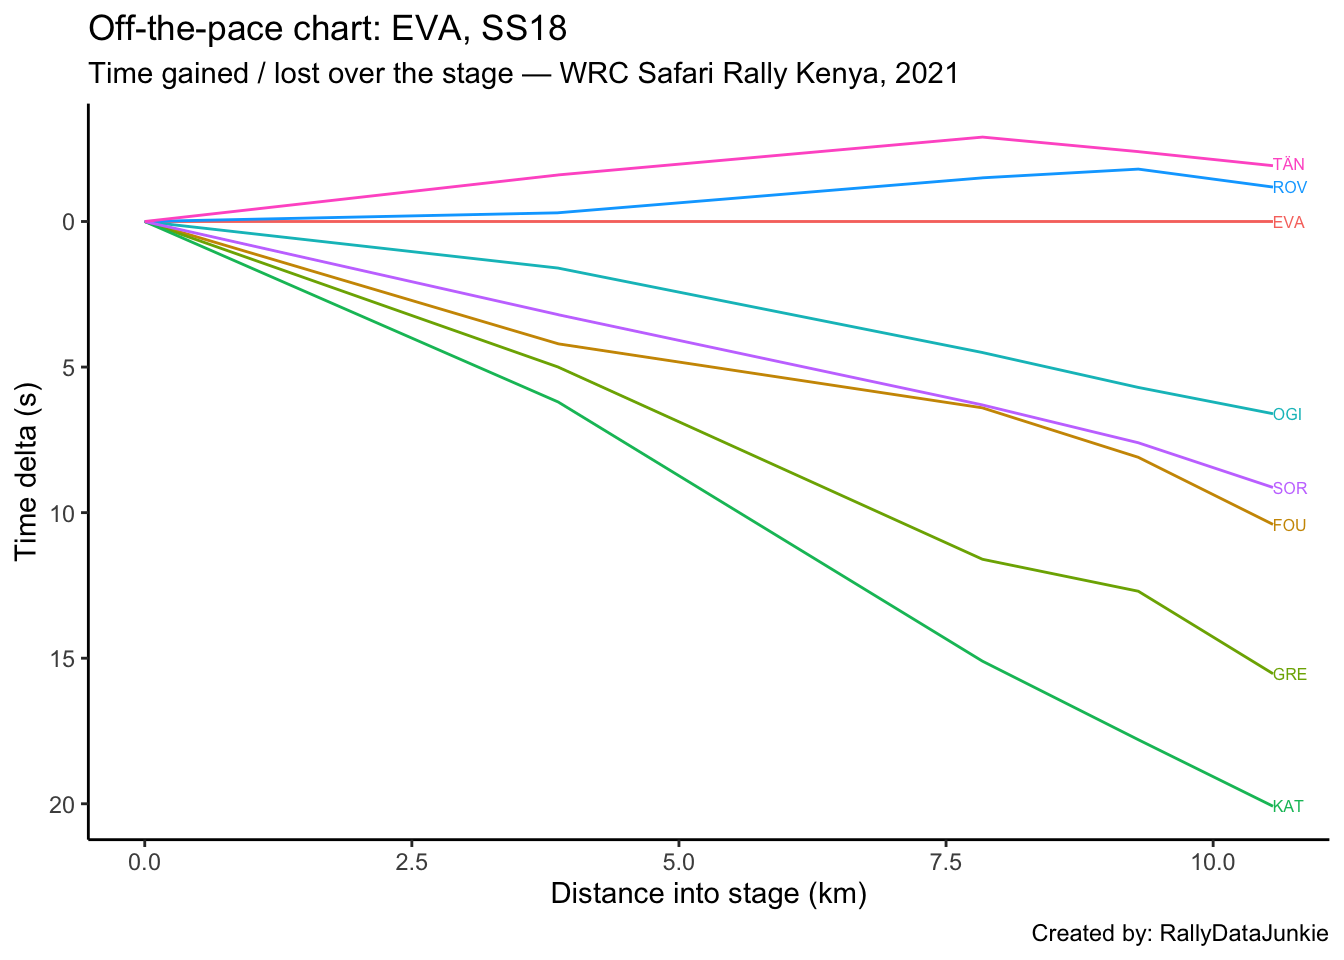 Off-the-pace chart: EVA, SS18
Time gained / lost over the stage — WRC Safari Rally Kenya, 2021
TÄN
ROV
0
EVA
5
OGI
Time delta (s)
SOR
10
FOU
15
GRE
20
KAT
0.0 2.5 5.0 7.5 10.0
Distance into stage (km)
Created by: RallyDataJunkie